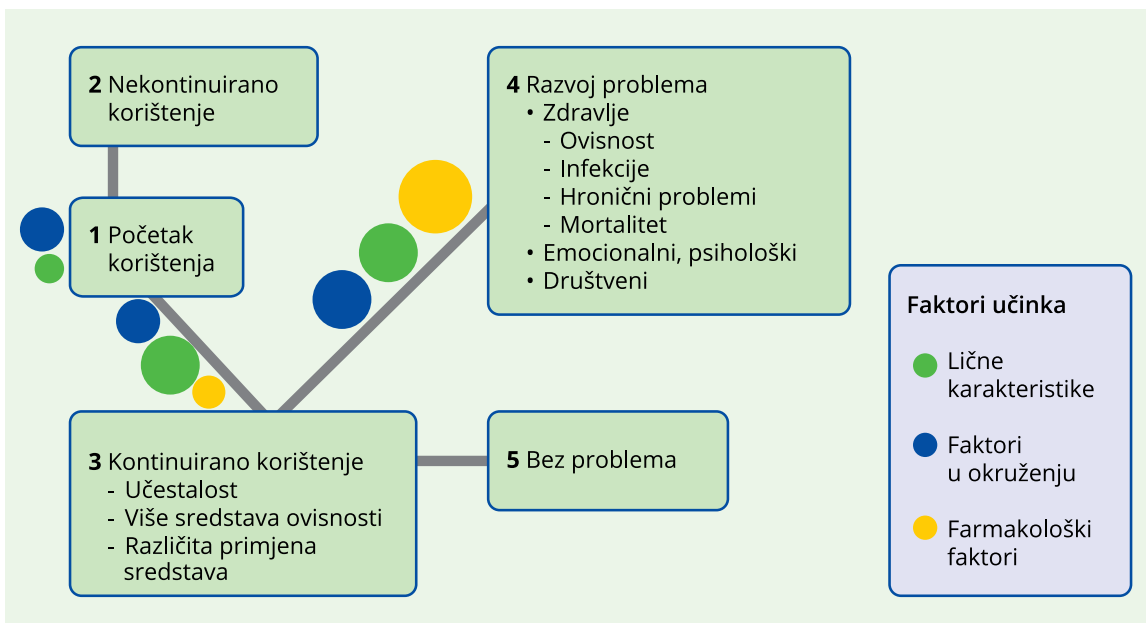 2 Nekontinuirano
korištenje
1 Početak
korištenja
3 Kontinuirano korištenje
- Učestalost
- Više sredstava ovisnosti
- Različita primjena
sredstava
4 Razvoj problema
• Zdravlje
- Ovisnost
- Infekcije
- Hronični problemi
- Mortalitet
• Emocionalni, psihološki
• Društveni
5 Bez problema
Faktori učinka
Lične
karakteristike
Faktori
u okruženju
Farmakološki
faktori